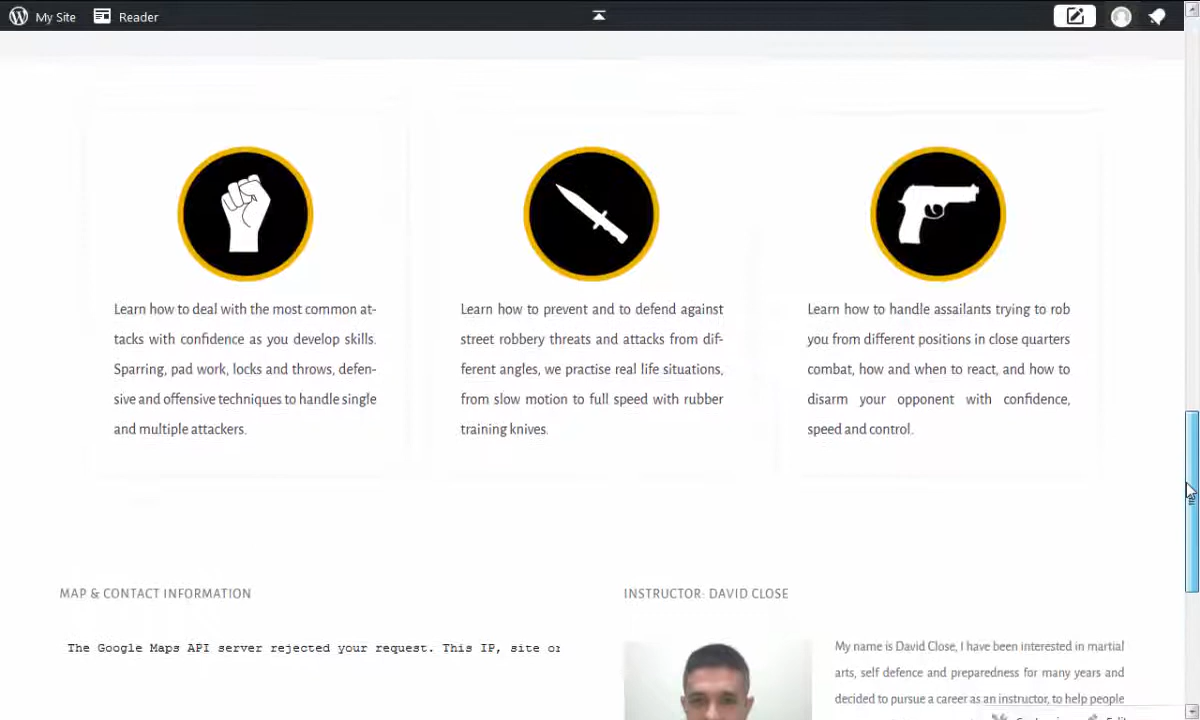 My Site
Reader
Learn how to deal with the most common at-
tacks with confidence as you develop skills.
Sparring, pad work, locks and throws, defen-
sive and offensive techniques to handle single
and multiple attackers.
Learn how to prevent and to defend against
street robbery threats and attacks from dif-
ferent angles, we practise real life situations,
from slow motion to full speed with rubber
training knives.
Learn how to handle assailants trying to rob
you from different positions in close quarters
combat, how and when to react, and how to
disarm your opponent with confidence,
speed and control.
MAP & CONTACT INFORMATION
The Google Maps API server rejected your request. This IP, site or
INSTRUCTOR: DAVID CLOSE
My name is David Close, I have been interested in martial
arts, self defence and preparedness for many years and
decided to pursue a career as an instructor, to help people